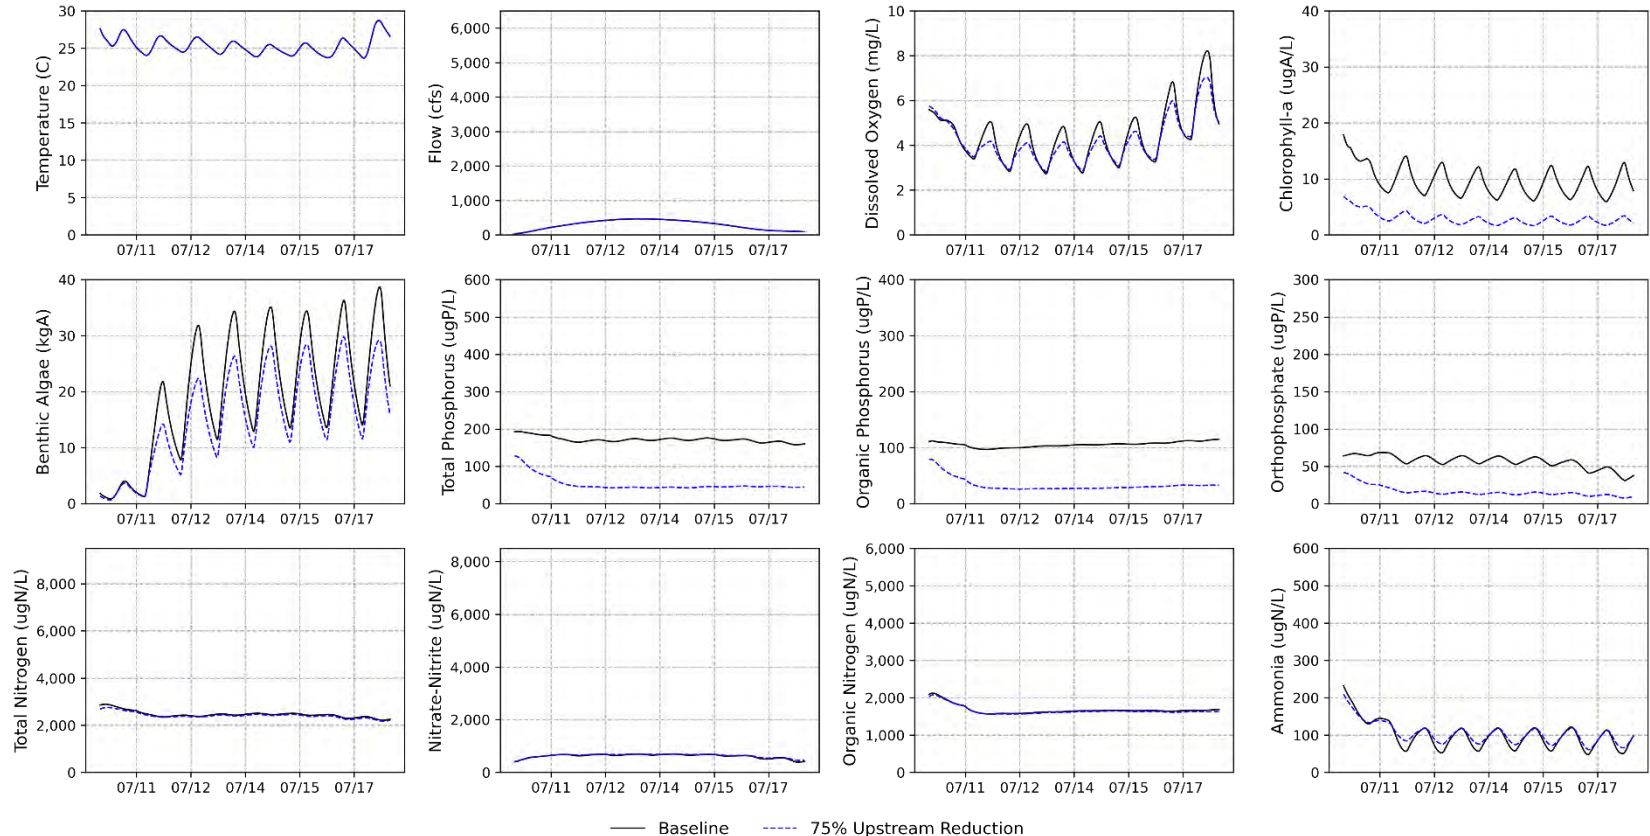 Temperature (C)
30
25
20
15
10
5
0
07/11 07/12 07/14 07/15 07/17
Flow (cfs)
6,000
5,000
4,000
3,000
2,000
1,000
0
07/11 07/12 07/14 07/15 07/17
Dissolved Oxygen (mg/L)
10
8
6
4
2
0
07/11 07/12 07/14 07/15 07/17
Chlorophyll-a (ugA/L)
40
30
20
10
0
07/11 07/12 07/14 07/15 07/17
Benthic Algae (kgA)
40
30
20
10
0
07/11 07/12 07/14 07/15 07/17
Total Phosphorus (ugP/L)
600
500
400
300
200
100
0
07/11 07/12 07/14 07/15 07/17
Organic Phosphorus (ugP/L)
400
300
200
100
0
07/11 07/12 07/14 07/15 07/17
Orthophosphate (ugP/L)
300
250
200
150
100
50
0
07/11 07/12 07/14 07/15 07/17
Total Nitrogen (ugN/L)
8,000
6,000
4,000
2,000
0
07/11 07/12 07/14 07/15 07/17
Nitrate-Nitrite (ugN/L)
8,000
6,000
4,000
2,000
0
07/11 07/12 07/14 07/15 07/17
Organic Nitrogen (ugN/L)
6,000
5,000
4,000
3,000
2,000
1,000
0
07/11 07/12 07/14 07/15 07/17
Ammonia (ugN/L)
600
500
400
300
200
100
0
07/11 07/12 07/14 07/15 07/17
Baseline 75% Upstream Reduction